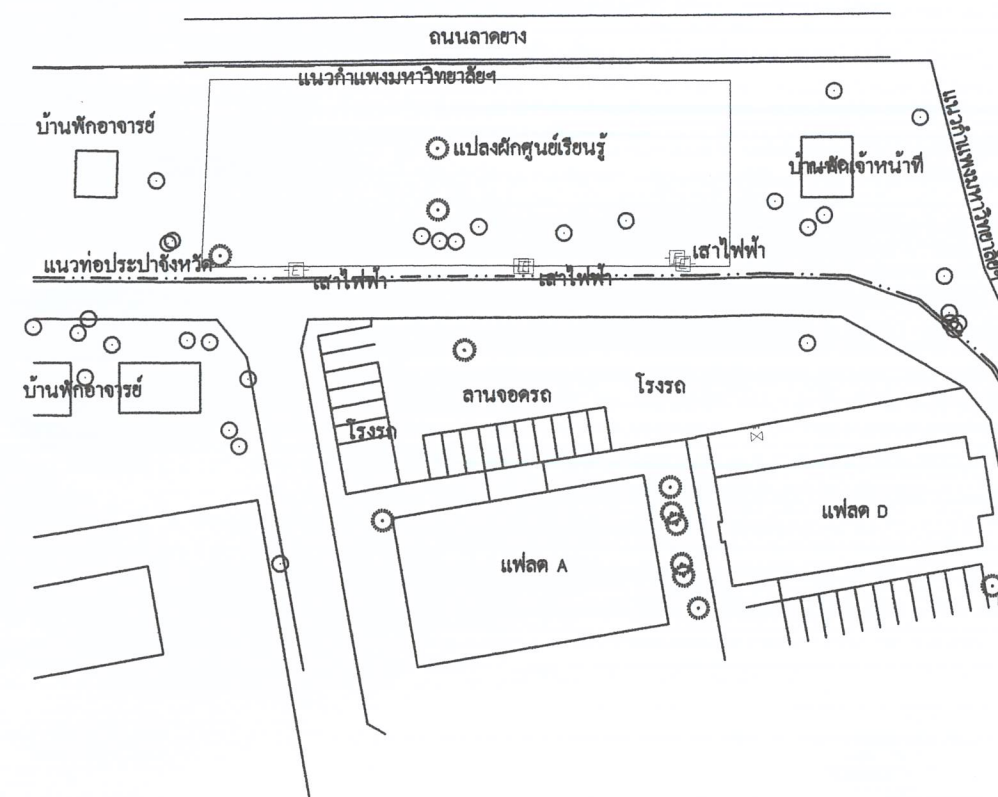 ถนนลาดยาง
แนวกำแพงมหาวิทยาลัยฯ
แนวกำแพงมหาวิทยาลัยฯ
บ้านพักอาจารย์
แปลงผักศูนย์เรียนรู้
บ้านพักเจ้าหน้าที่
เสาไฟฟ้า
แนวท่อประปาจังหวัด
เสาไฟฟ้า
เสาไฟฟ้า
บ้านพักอาจารย์
ลานจอดรถ
โรงรถ
โรงรถ
แฟลต A
แฟลต D